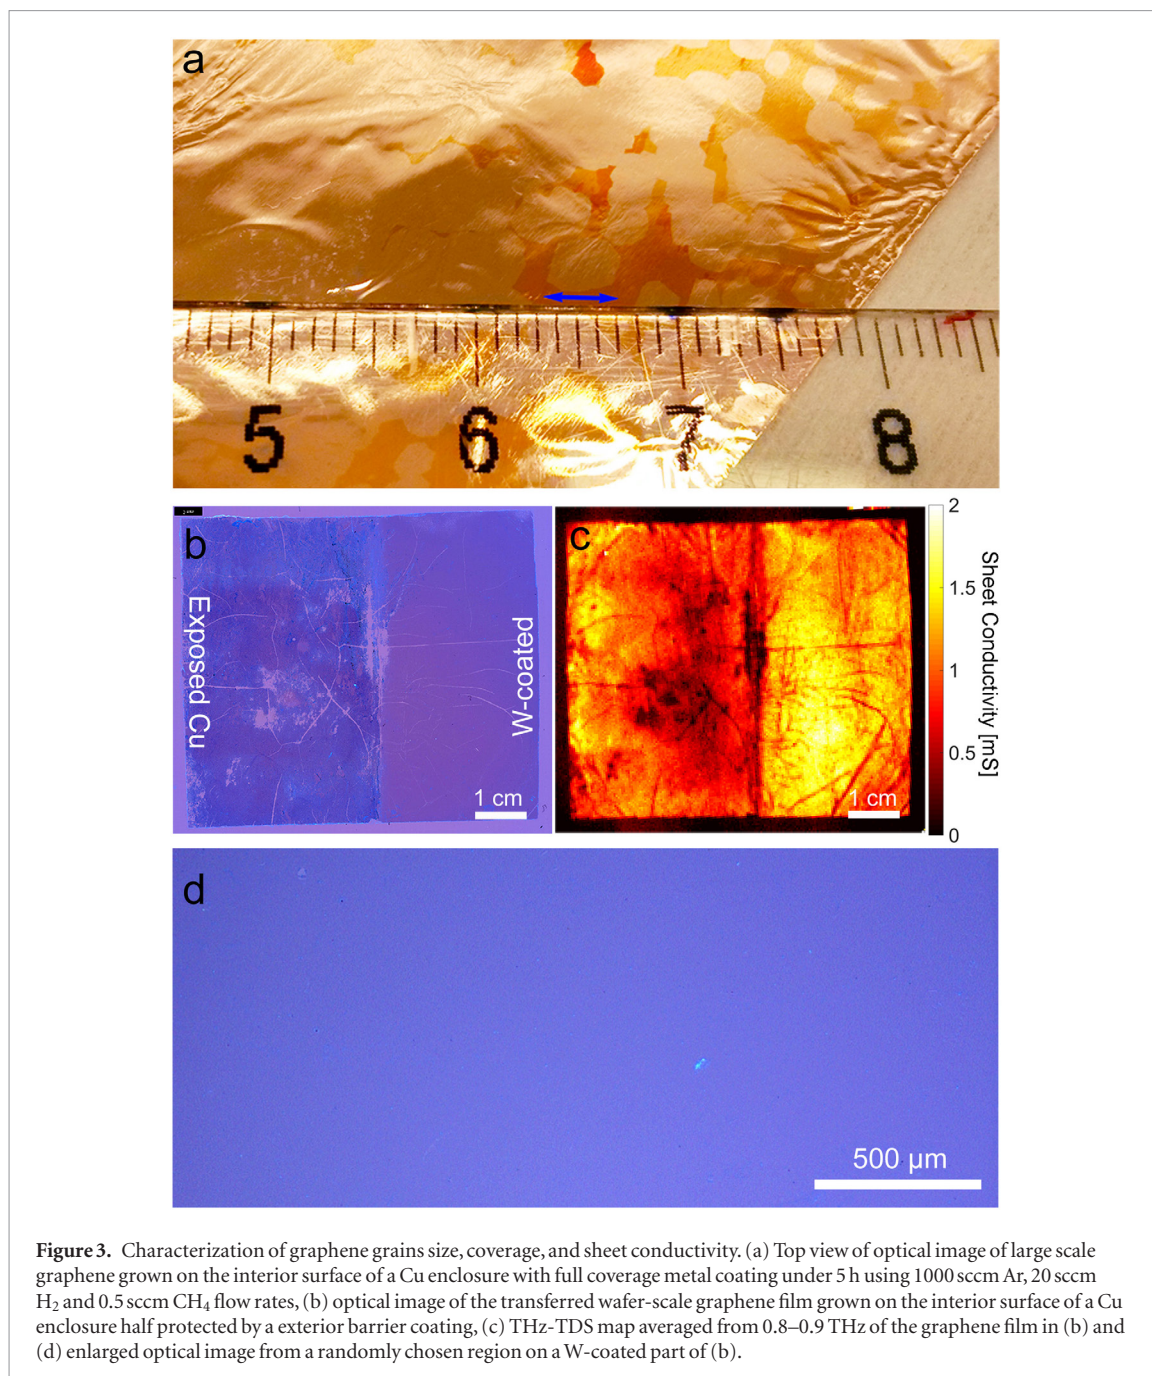 a
5 6 7 8
b
Exposed Cu
W-coated
1 cm
c
1 cm
2
1.5
1
0.5
0
Sheet Conductivity [mS]
d
500 µm
Figure 3. Characterization of graphene grains size, coverage, and sheet conductivity. (a) Top view of optical image of large scale
graphene grown on the interior surface of a Cu enclosure with full coverage metal coating under 5 h using 1000 sccm Ar, 20 sccm
H₂ and 0.5 sccm CH₄ flow rates, (b) optical image of the transferred wafer-scale graphene film grown on the interior surface of a Cu
enclosure half protected by a exterior barrier coating, (c) THz-TDS map averaged from 0.8–0.9 THz of the graphene film in (b) and
(d) enlarged optical image from a randomly chosen region on a W-coated part of (b).